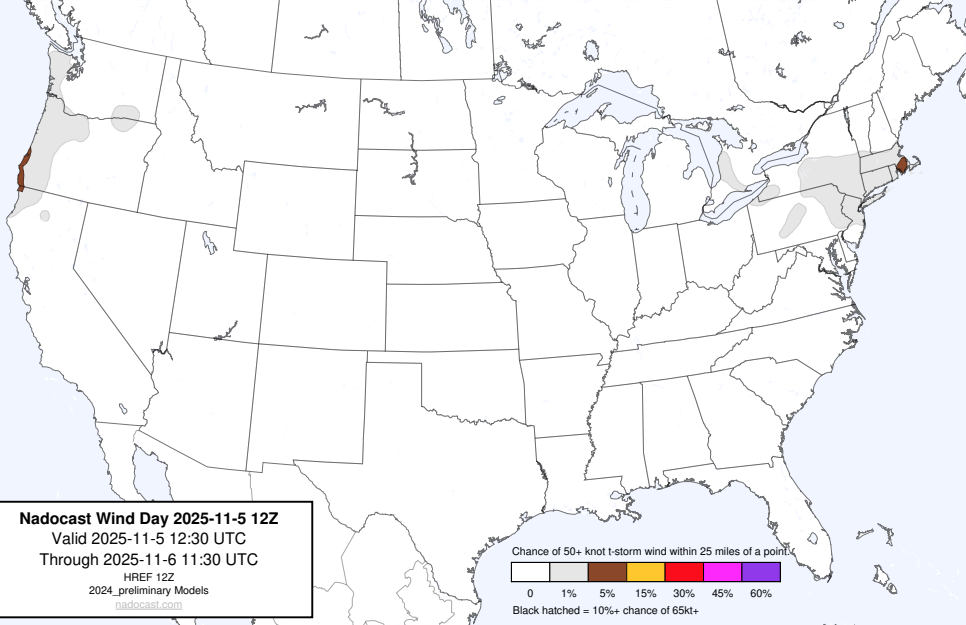 Nadocast Wind Day 2025-11-5 12Z
Valid 2025-11-5 12:30 UTC
Through 2025-11-6 11:30 UTC
HREF 12Z
2024_preliminary Models
nadocast.com
Chance of 50+ knot t-storm wind within 25 miles of a point.
0 1% 5% 15% 30% 45% 60%
Black hatched = 10%+ chance of 65kt+